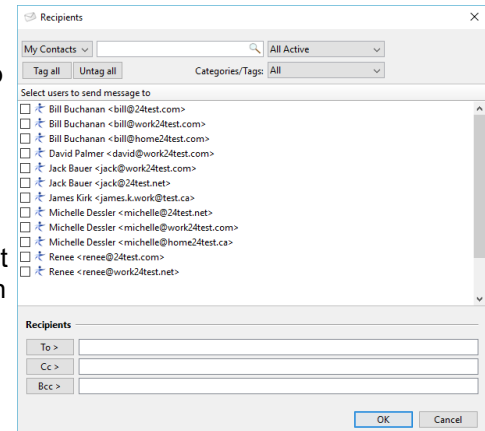 Recipients
My Contacts
All Active
Tag all Untag all Categories/Tags: All
Select users to send message to
Bill Buchanan <bill@24test.com>
Bill Buchanan <bill@work24test.com>
Bill Buchanan <bill@home24test.com>
David Palmer <david@work24test.com>
Jack Bauer <jack@work24test.com>
Jack Bauer <jack@24test.net>
James Kirk <james.k.work@test.ca>
Michelle Dessler <michelle@24test.net>
Michelle Dessler <michelle@work24test.com>
Michelle Dessler <michelle@home24test.ca>
Renee <renee@24test.com>
Renee <renee@work24test.net>
Recipients
To >
Cc >
Bcc >
OK Cancel